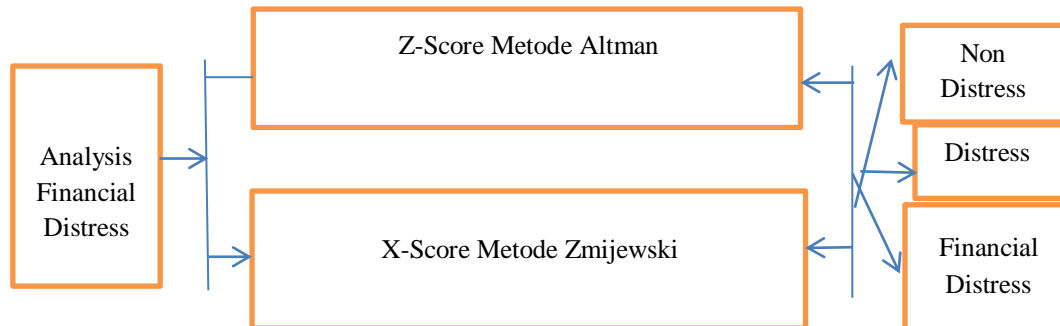 Analysis
Financial
Distress
Z-Score Metode Altman
X-Score Metode Zmijewski
Non
Distress
Distress
Financial
Distress